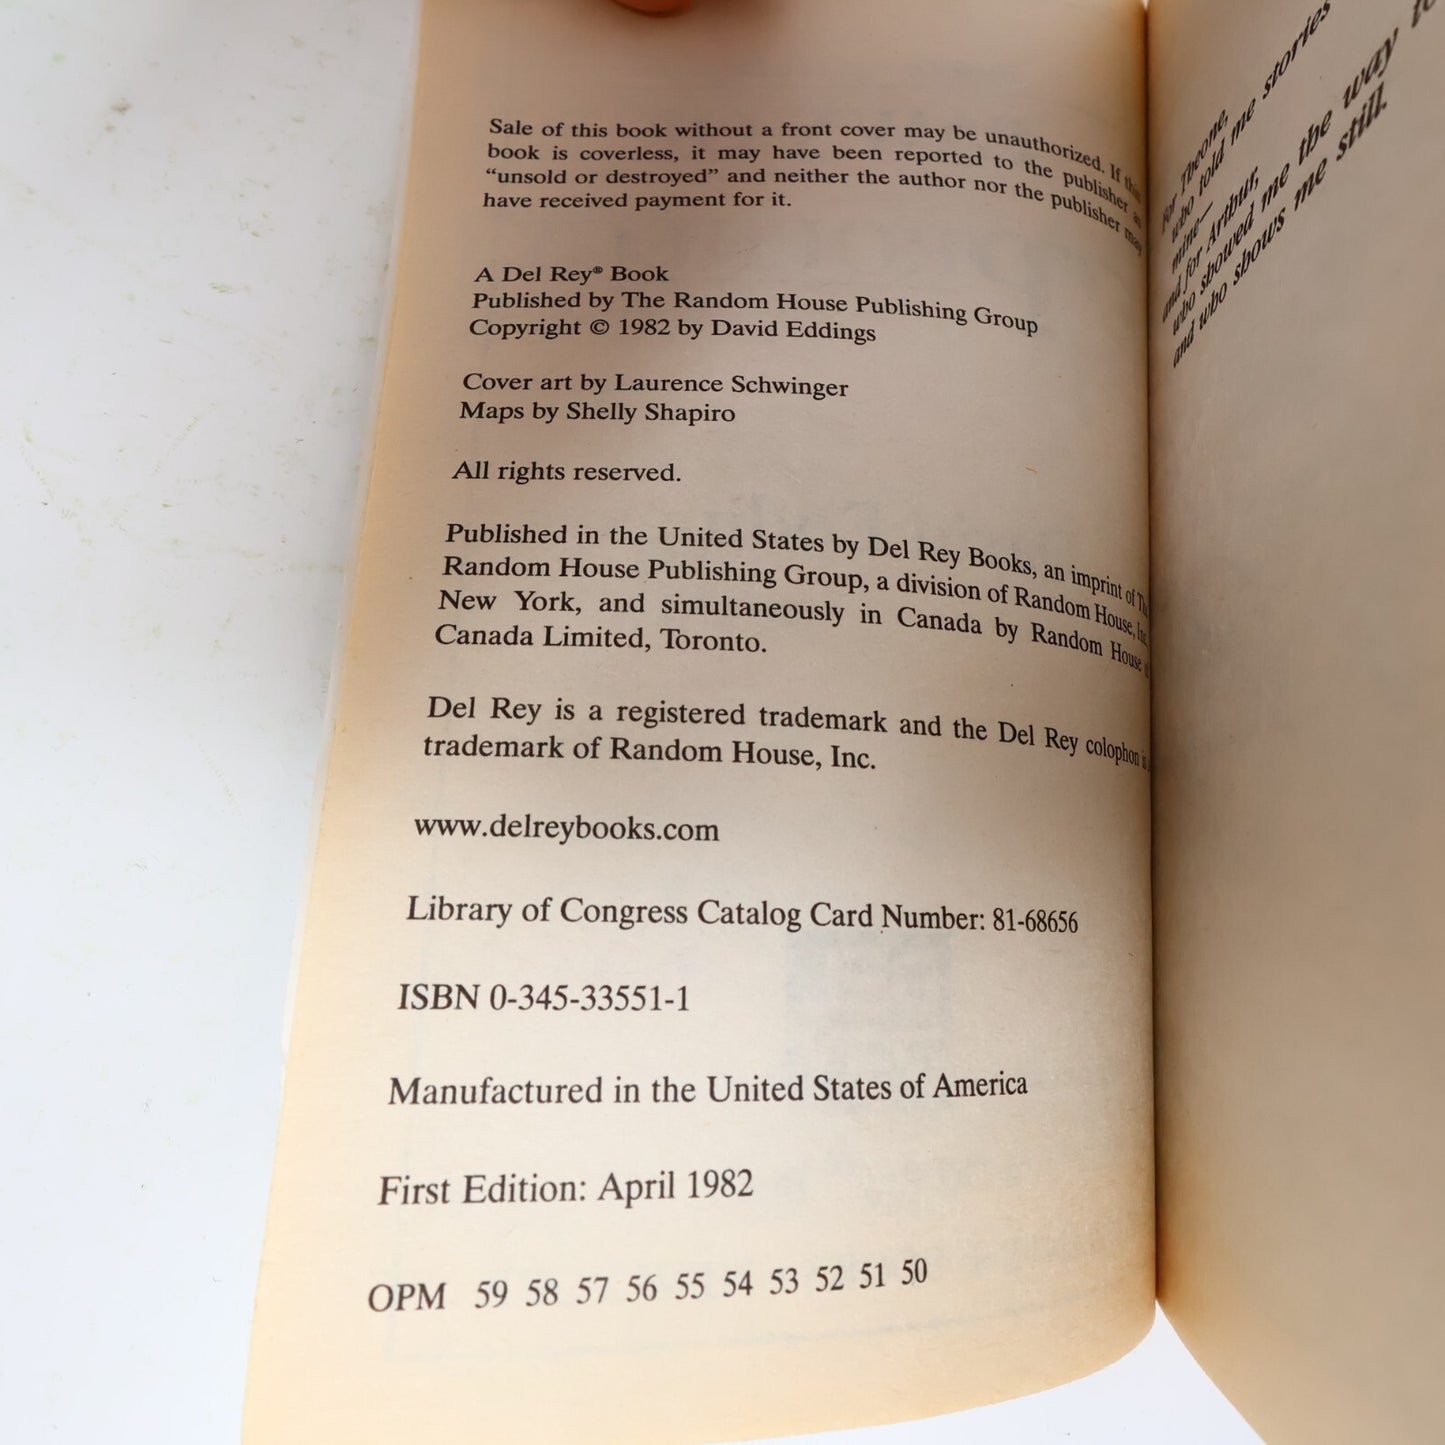 Sale of this book without a front cover may be unauthorized. If this
book is coverless, it may have been reported to the publisher as
“unsold or destroyed” and neither the author nor the publisher may
have received payment for it.
A Del Rey® Book
Published by The Random House Publishing Group
Copyright © 1982 by David Eddings
Cover art by Laurence Schwinger
Maps by Shelly Shapiro
All rights reserved.
Published in the United States by Del Rey Books, an imprint of The
Random House Publishing Group, a division of Random House, Inc.,
New York, and simultaneously in Canada by Random House of
Canada Limited, Toronto.
Del Rey is a registered trademark and the Del Rey colophon is a
trademark of Random House, Inc.
www.delreybooks.com
Library of Congress Catalog Card Number: 81-68656
ISBN 0-345-33551-1
Manufactured in the United States of America
First Edition: April 1982
OPM 59 58 57 56 55 54 53 52 51 50
For Theone,
who told me stories
mine—
and for Arthur,
who showed me the way to
and who shows me still.